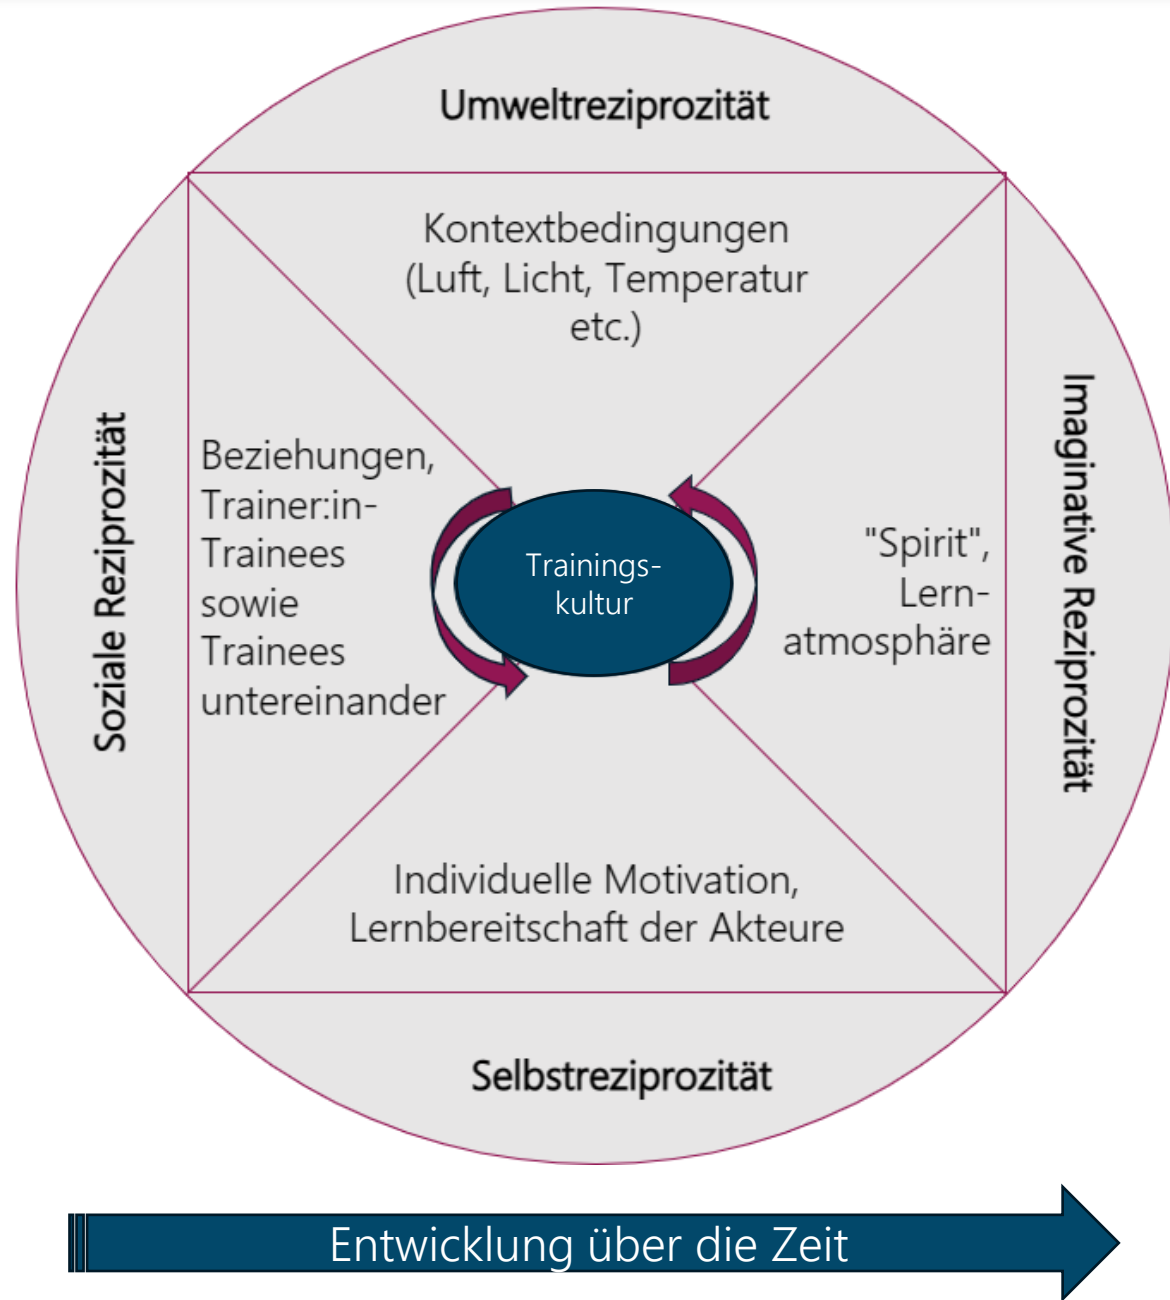 Umweltreziprozität
Kontextbedingungen
(Luft, Licht, Temperatur
etc.)
Soziale Reziprozität
Beziehungen,
Trainer:in-
Trainees
sowie
Trainees
untereinander
Trainings-
kultur
"Spirit",
Lern-
atmosphäre
Imaginative Reziprozität
Individuelle Motivation,
Lernbereitschaft der Akteure
Selbstreziprozität
Entwicklung über die Zeit